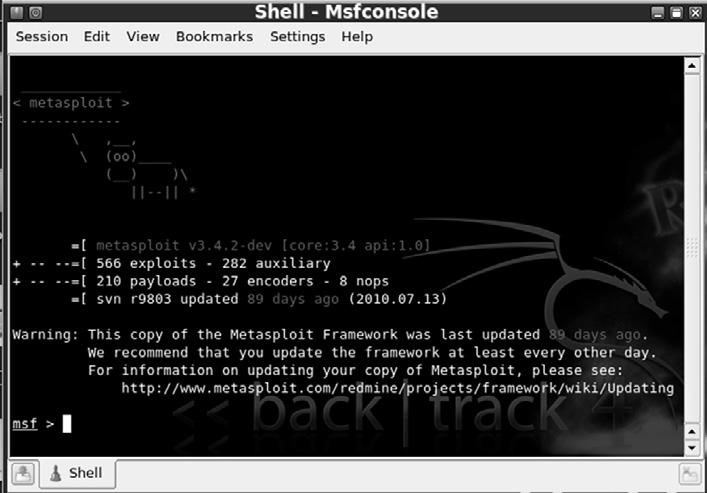 Shell - Msfconsole
Session Edit View Bookmarks Settings Help
____________
< metasploit >
------------
\   ,__,
\  (oo)____
(__)    )\
||--|| *
=[ metasploit v3.4.2-dev [core:3.4 api:1.0]
+ -- --=[ 566 exploits - 282 auxiliary
+ -- --=[ 210 payloads - 27 encoders - 8 nops
=[ svn r9803 updated 89 days ago (2010.07.13)
Warning: This copy of the Metasploit Framework was last updated 89 days ago.
We recommend that you update the framework at least every other day.
For information on updating your copy of Metasploit, please see:
http://www.metasploit.com/redmine/projects/framework/wiki/Updating
<< back | track 4
msf >
Shell